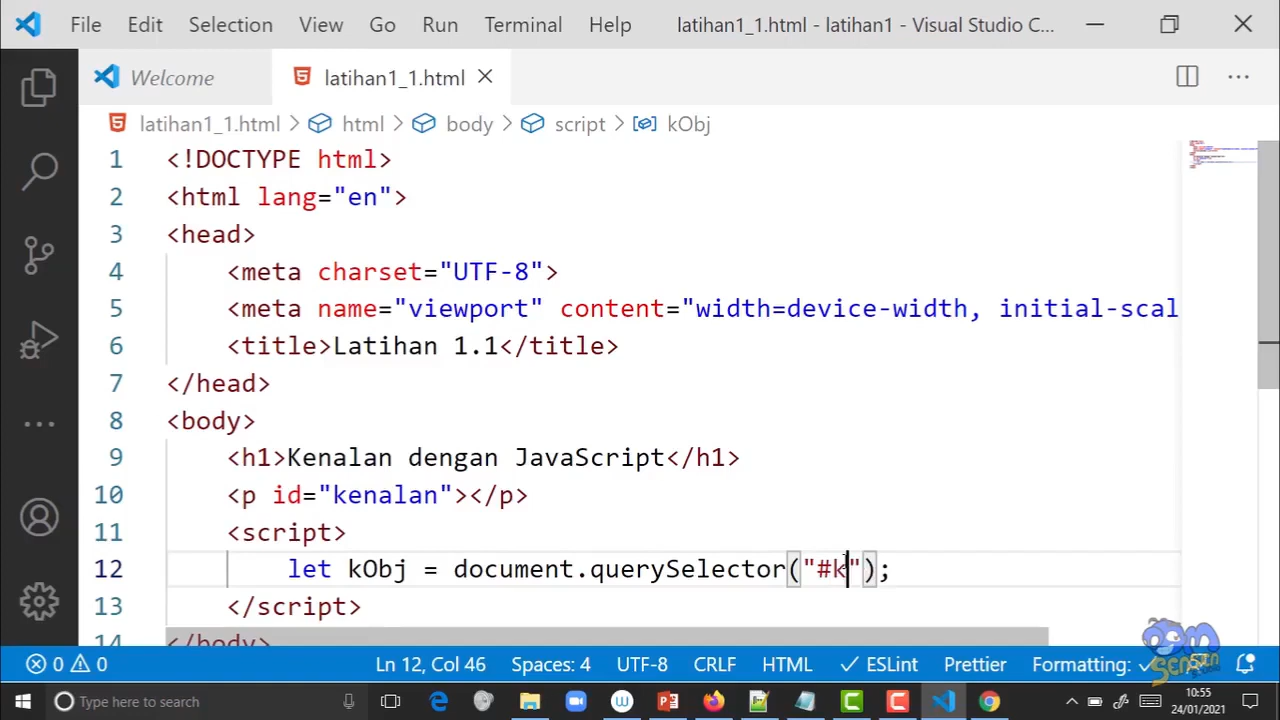 File Edit Selection View Go Run Terminal Help latihan1_1.html - latihan1 - Visual Studio C...
Welcome latihan1_1.html
latihan1_1.html > html > body > script > kObj
1 <!DOCTYPE html>
2 <html lang="en">
3 <head>
4 <meta charset="UTF-8">
5 <meta name="viewport" content="width=device-width, initial-scal
6 <title>Latihan 1.1</title>
7 </head>
8 <body>
9 <h1>Kenalan dengan JavaScript</h1>
10 <p id="kenalan"></p>
11 <script>
12 let kObj = document.querySelector("#k");
13 </script>
14 </body>
0 0 Ln 12, Col 46 Spaces: 4 UTF-8 CRLF HTML ESLint Prettier Formatting:
Type here to search 10:55
24/01/2021